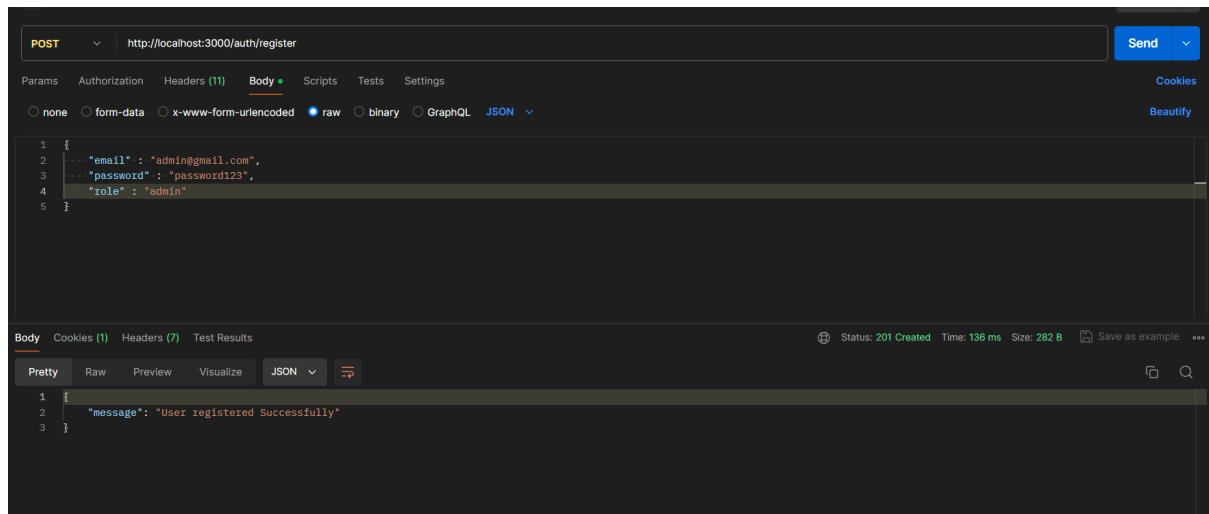 POST http://localhost:3000/auth/register Send
Params Authorization Headers (11) Body Scripts Tests Settings Cookies
none form-data x-www-form-urlencoded raw binary GraphQL JSON Beautify
1 {
2 "email" : "admin@gmail.com",
3 "password" : "password123",
4 "role" : "admin"
5 }
Body Cookies (1) Headers (7) Test Results Status: 201 Created Time: 136 ms Size: 282 B Save as example
Pretty Raw Preview Visualize JSON
1 {
2 "message": "User registered Successfully"
3 }